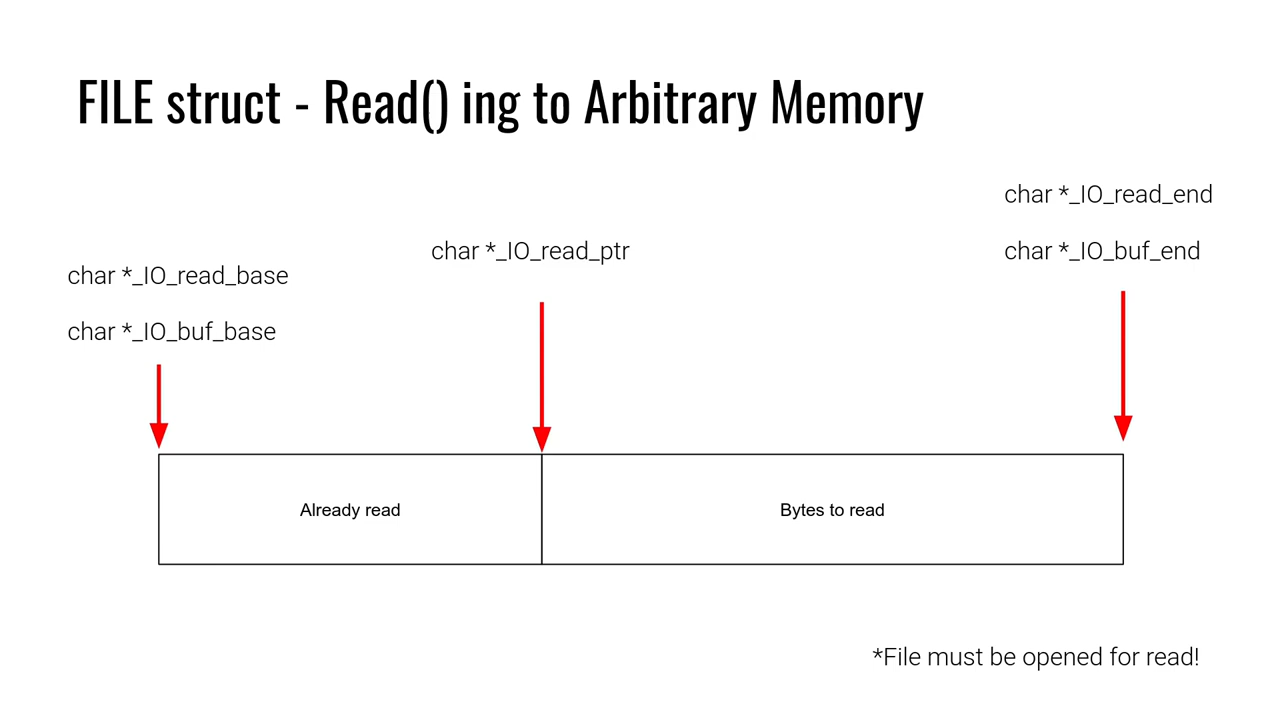 FILE struct - Read() ing to Arbitrary Memory
char *_IO_read_base
char *_IO_buf_base
char *_IO_read_ptr
char *_IO_read_end
char *_IO_buf_end
Already read
Bytes to read
*File must be opened for read!